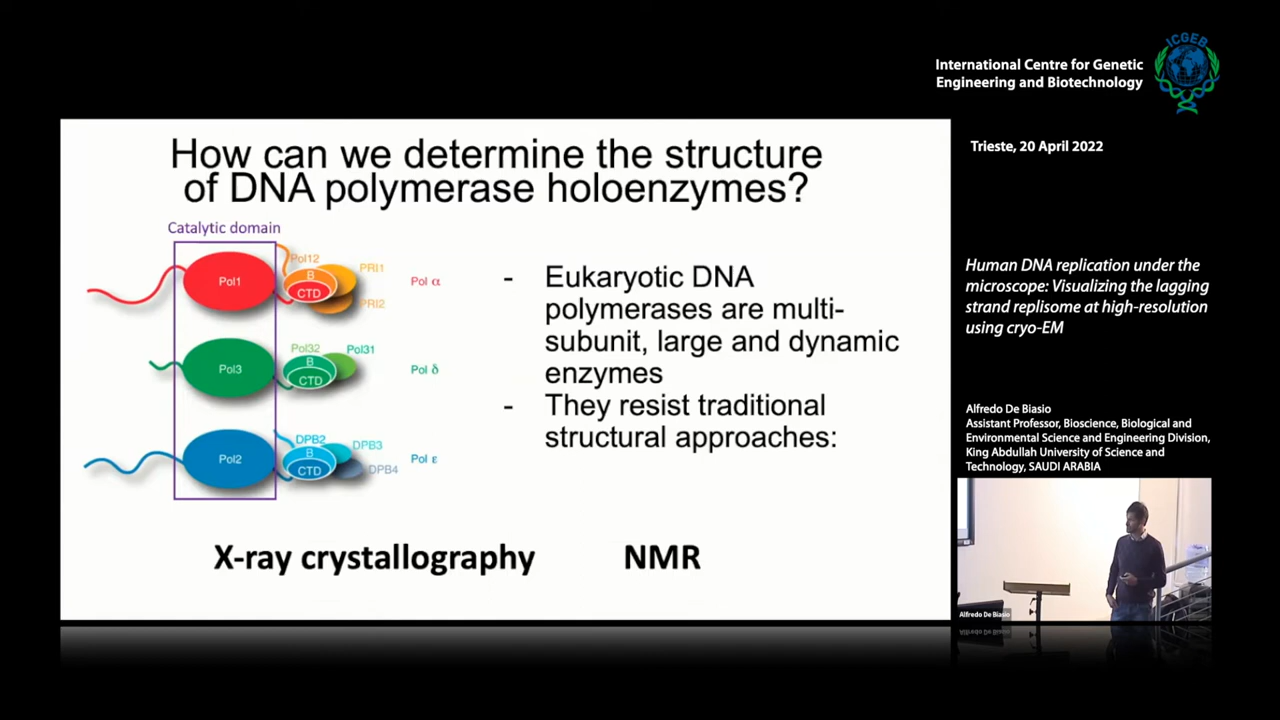 ICGEB
International Centre for Genetic
Engineering and Biotechnology
Trieste, 20 April 2022
How can we determine the structure
of DNA polymerase holoenzymes?
Catalytic domain
Pol1
Pol12
B
CTD
PRI1
PRI2
Pol α
Pol3
Pol32
B
CTD
Pol31
Pol δ
Pol2
DPB2
B
CTD
DPB3
DPB4
Pol ε
- Eukaryotic DNA
polymerases are multi-
subunit, large and dynamic
enzymes
- They resist traditional
structural approaches:
X-ray crystallography
NMR
Human DNA replication under the
microscope: Visualizing the lagging
strand replisome at high-resolution
using cryo-EM
Alfredo De Biasio
Assistant Professor, Bioscience, Biological and
Environmental Science and Engineering Division,
King Abdullah University of Science and
Technology, SAUDI ARABIA
Alfredo De Biasio